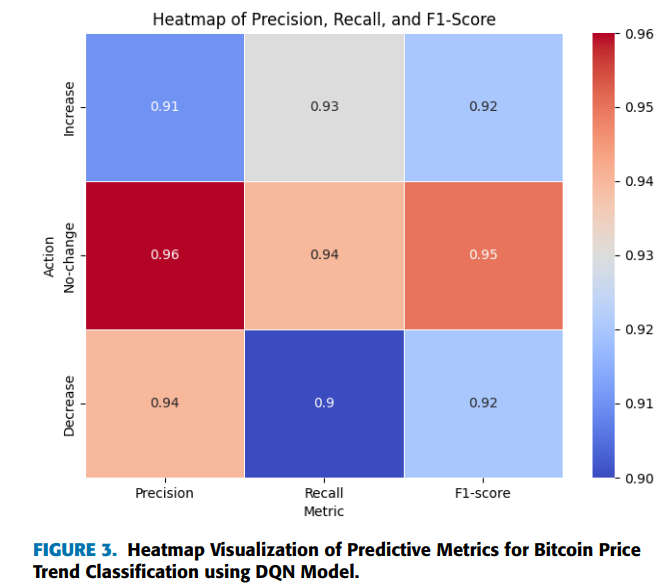 Heatmap of Precision, Recall, and F1-Score
Increase
0.91
0.93
0.92
Action
No-change
0.96
0.94
0.95
Decrease
0.94
0.9
0.92
Precision
Recall
F1-score
Metric
0.96
0.95
0.94
0.93
0.92
0.91
0.90
FIGURE 3. Heatmap Visualization of Predictive Metrics for Bitcoin Price
Trend Classification using DQN Model.